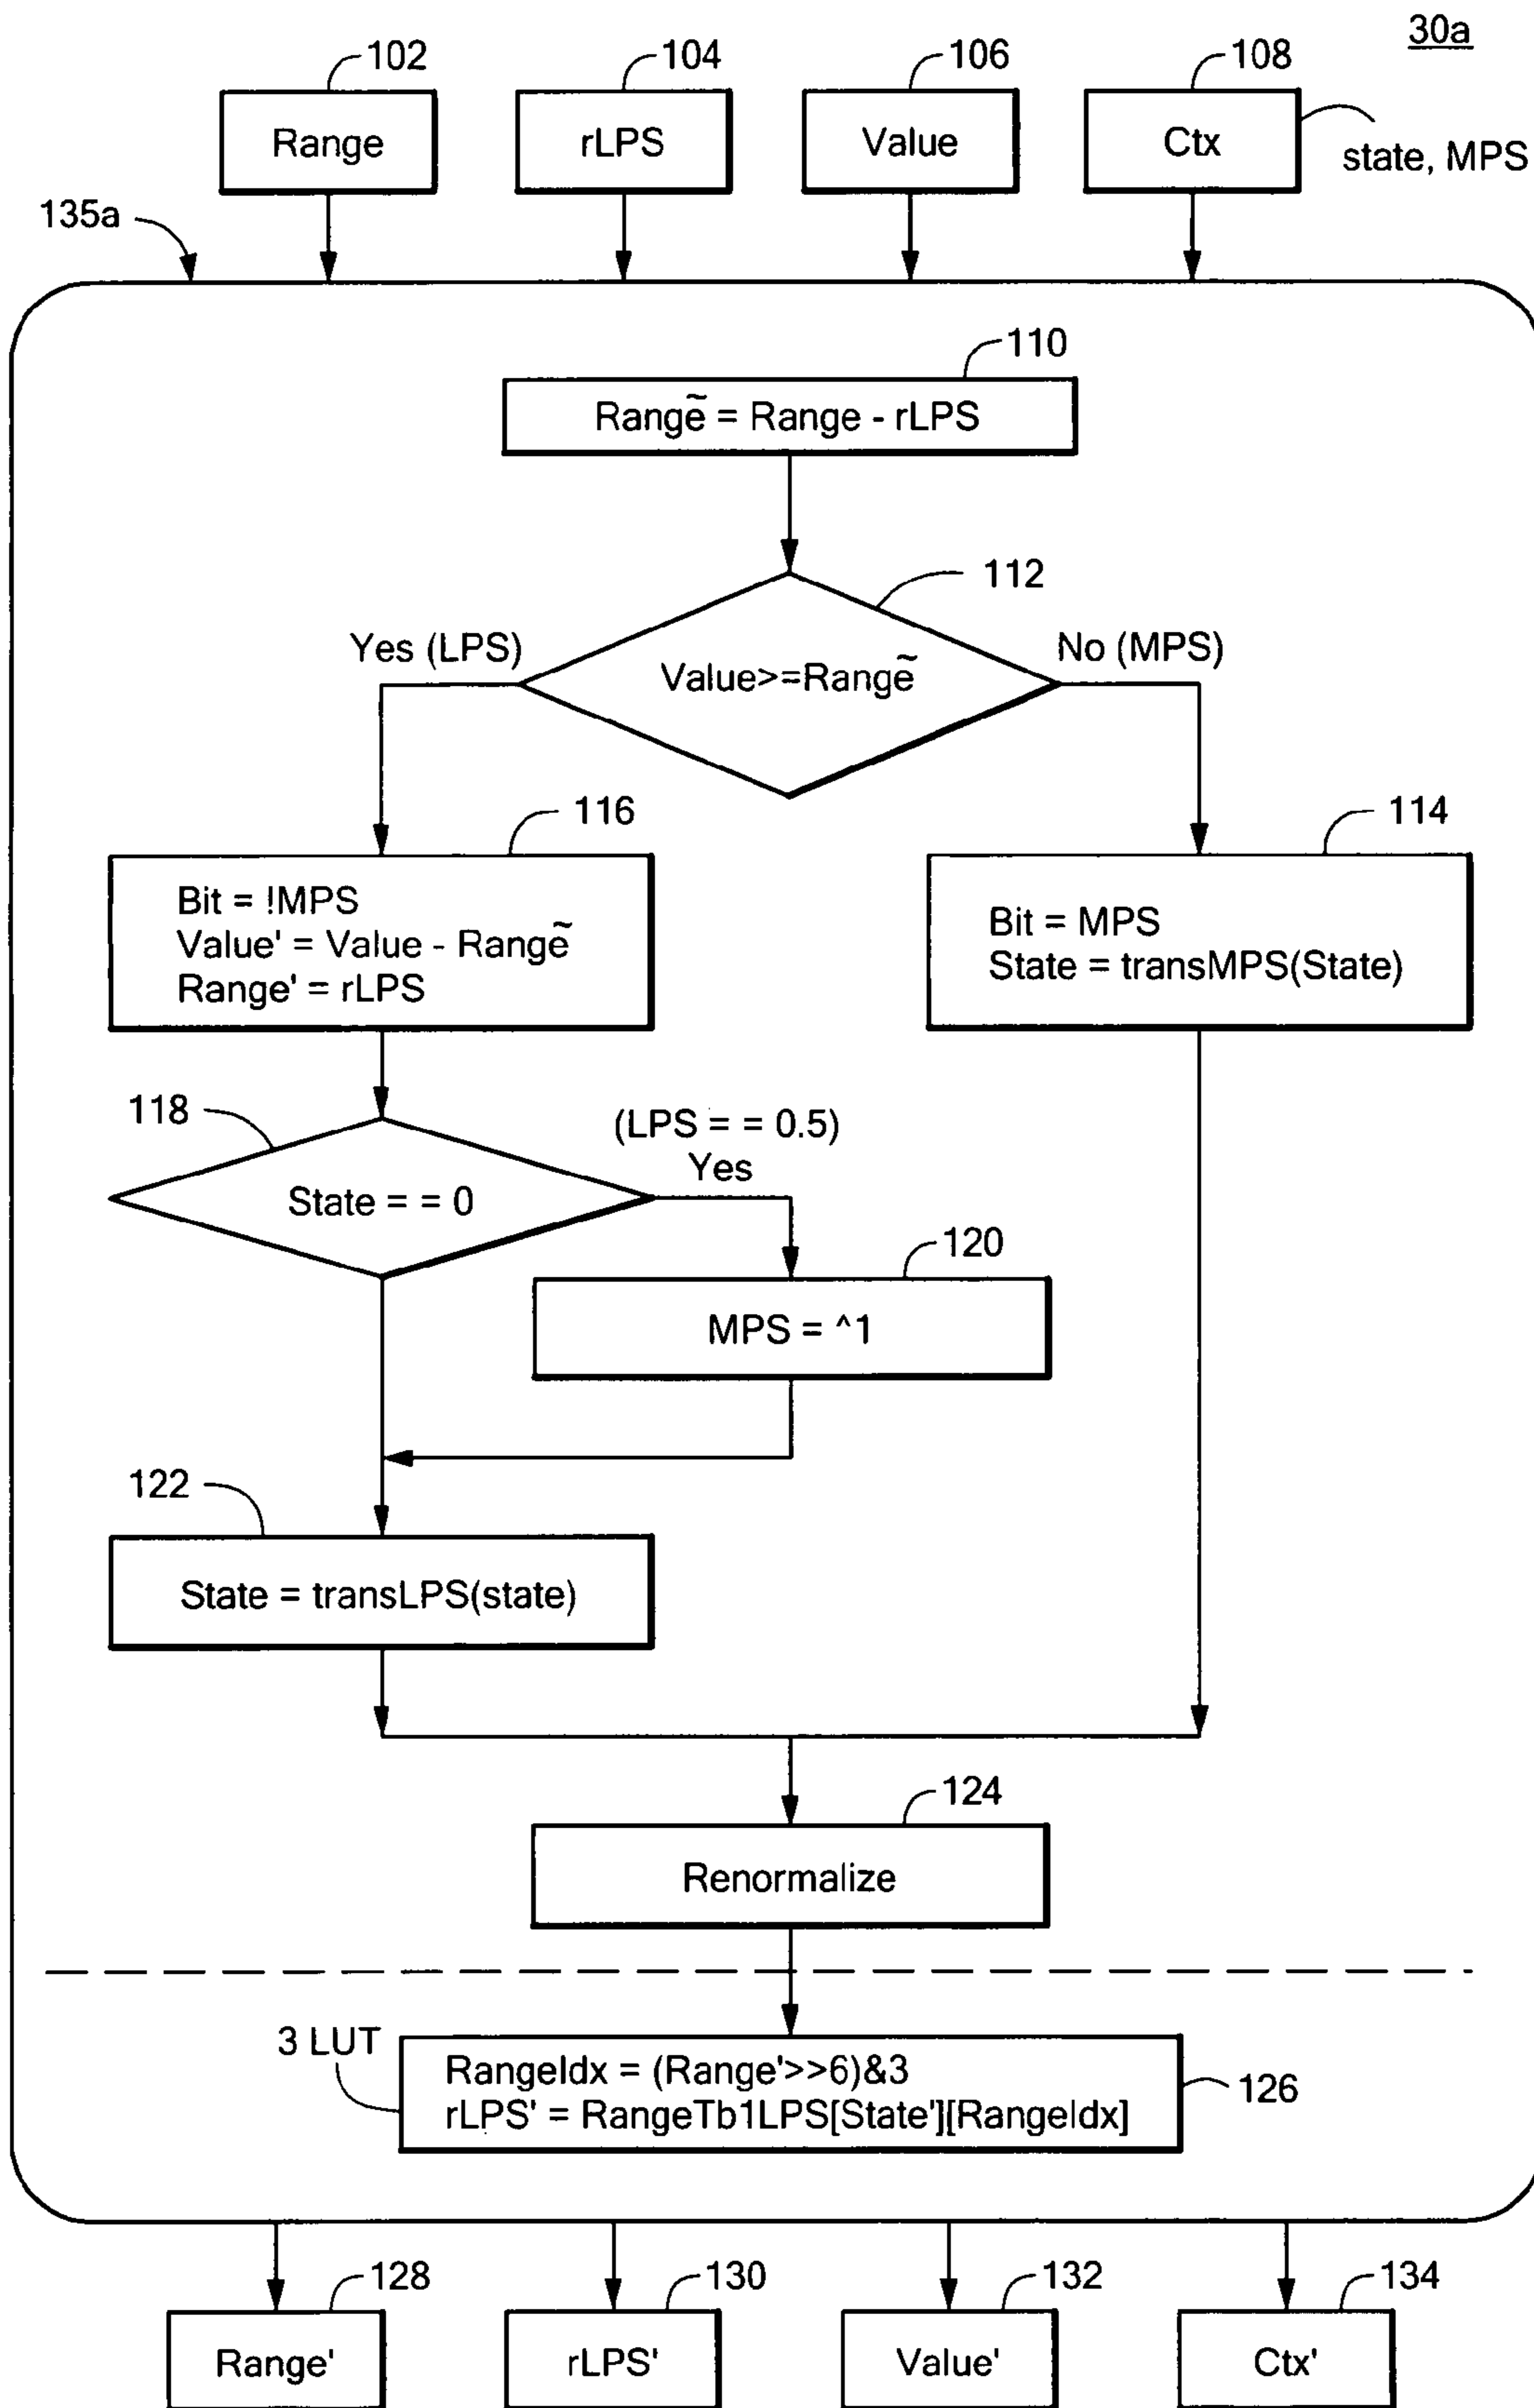 30a
102
104
106
108
Range
rLPS
Value
Ctx
state, MPS
135a
110
Rang͂e = Range - rLPS
112
Yes (LPS)
No (MPS)
Value>=Rang͂e
116
114
Bit = !MPS
Value' = Value - Rang͂e
Range' = rLPS
Bit = MPS
State = transMPS(State)
118
(LPS = = 0.5)
Yes
State = = 0
120
MPS = ^1
122
State = transLPS(state)
124
Renormalize
3 LUT
RangeIdx = (Range'>>6)&3
rLPS' = RangeTb1LPS[State'][RangeIdx]
126
128
130
132
134
Range'
rLPS'
Value'
Ctx'